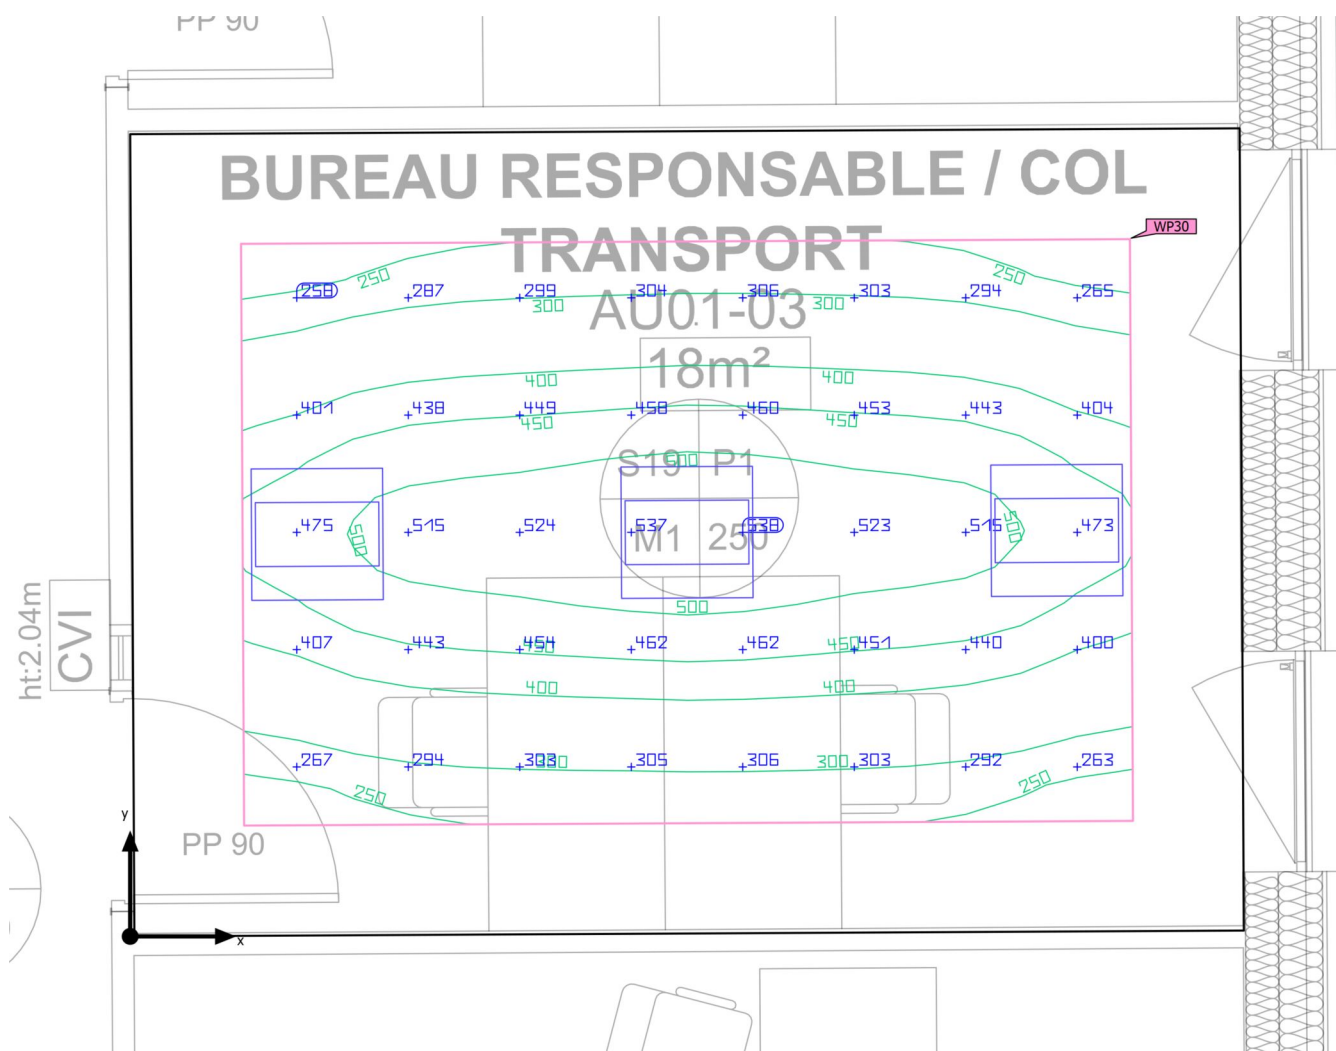 PP 90
BUREAU RESPONSABLE / COL
WP30
TRANSPORT
250
250
258 287 299 304 306 303 294 265
300
300
AU01-03
18m²
400
400
401 438 449 458 460 453 443 404
450
450
S19 P1
500
475 515 524 537 538 523 515 473
500
500
M1 250
ht:2.04m
CVI
500
407 443 454 462 462 451 440 400
450
450
400
400
267 294 303 305 306 303 292 263
300
300
250
250
y
PP 90
x